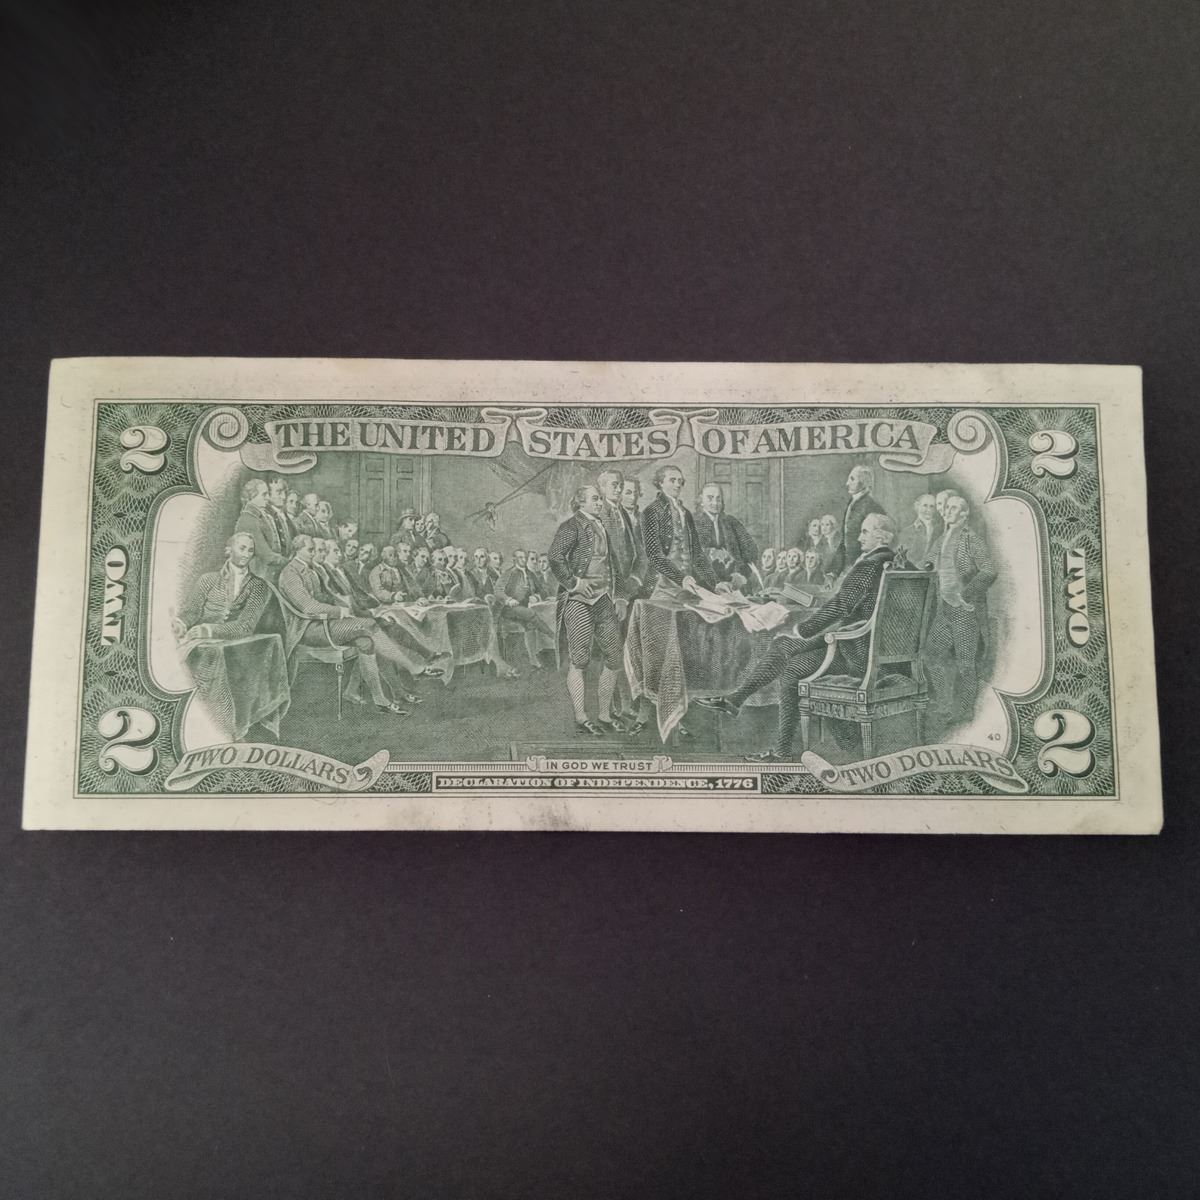 THE UNITED STATES OF AMERICA
2
2
TWO
TWO
40
2
2
TWO DOLLARS
TWO DOLLARS
IN GOD WE TRUST
DECLARATION OF INDEPENDENCE, 1776